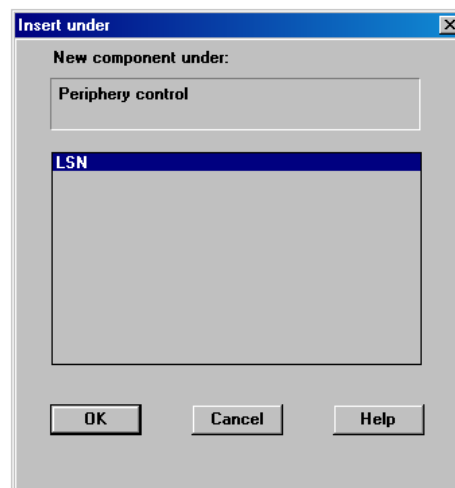 Insert under
New component under:
Periphery control
LSN
OK Cancel Help